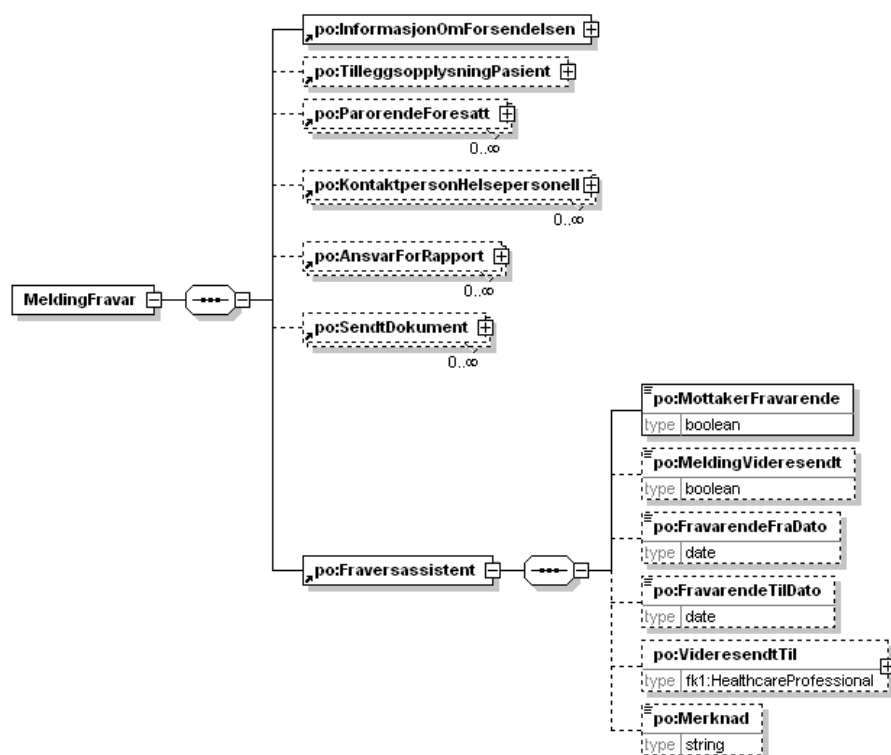 po:InformasjonOmForsendelsen
po:TilleggsopplysningPasient
po:ParorendeForesatt
0..∞
po:KontaktpersonHelsepersonell
0..∞
po:AnsvarForRapport
0..∞
MeldingFravar
po:SendtDokument
0..∞
po:MottakerFravarende
type boolean
po:MeldingVideresendt
type boolean
po:FravarendeFraDato
type date
po:Fraversassistent
po:FravarendeTilDato
type date
po:VideresendtTil
type fk1:HealthcareProfessional
po:Merknad
type string